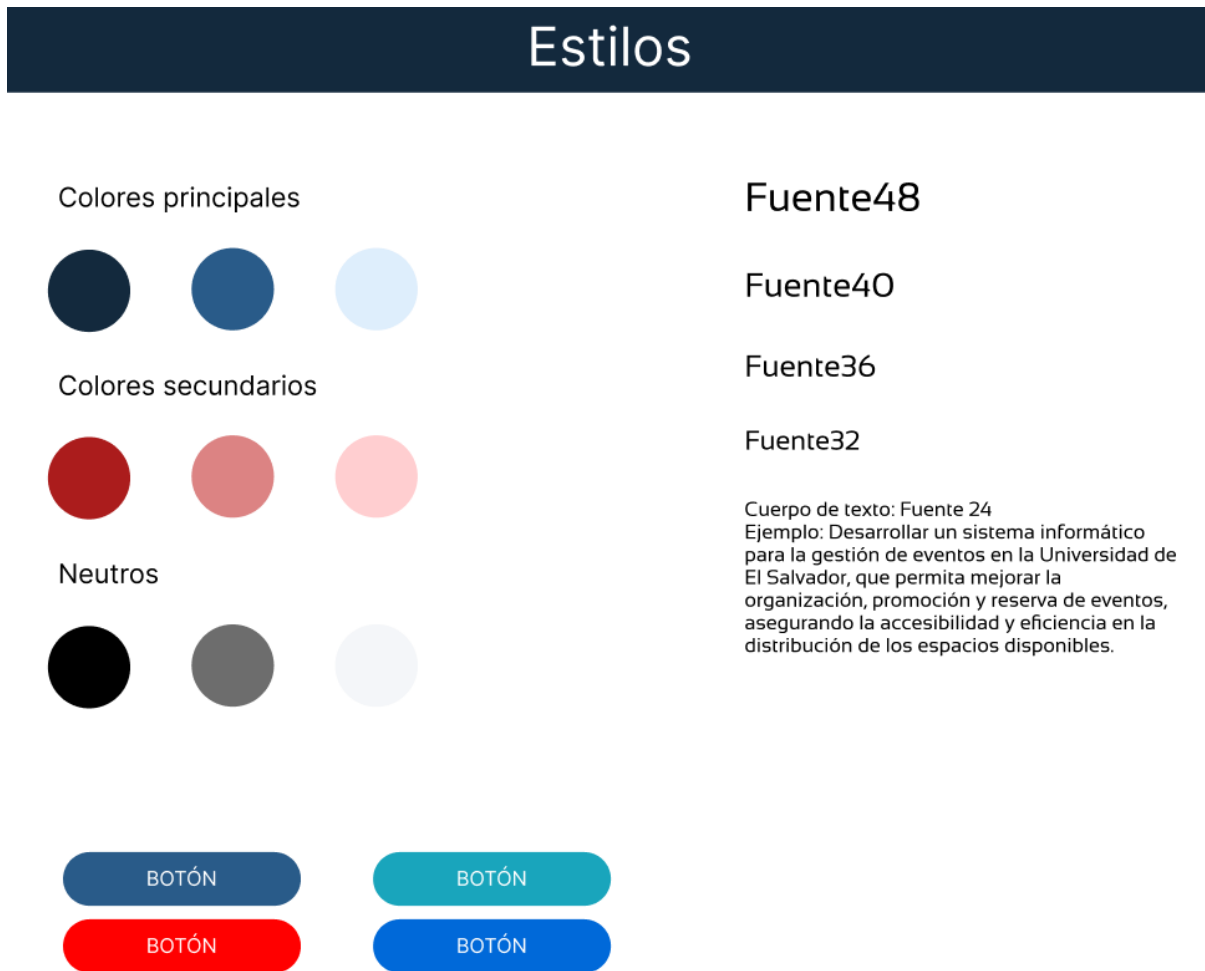 Estilos
Colores principales
Colores secundarios
Neutros
Fuente48
Fuente40
Fuente36
Fuente32
Cuerpo de texto: Fuente 24
Ejemplo: Desarrollar un sistema informático
para la gestión de eventos en la Universidad de
El Salvador, que permita mejorar la
organización, promoción y reserva de eventos,
asegurando la accesibilidad y eficiencia en la
distribución de los espacios disponibles.
BOTÓN
BOTÓN
BOTÓN
BOTÓN